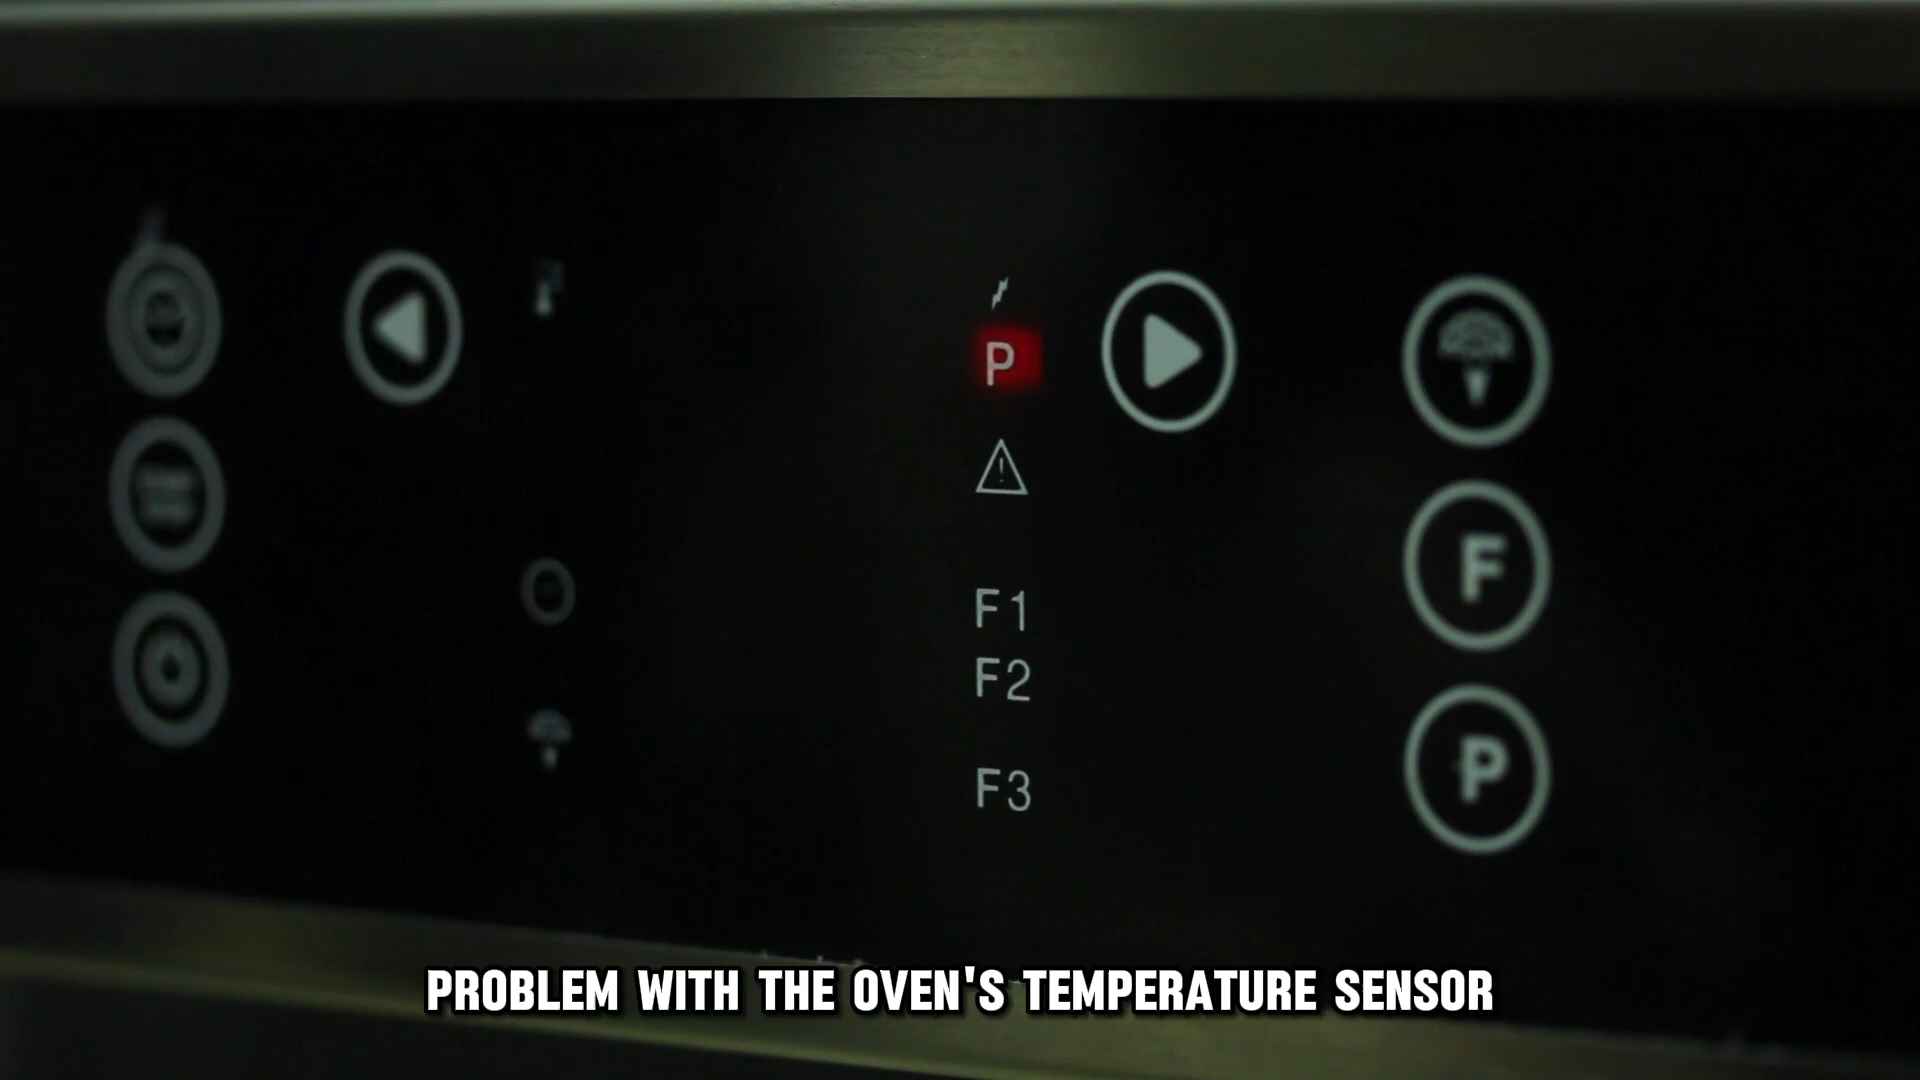 P
F1
F2
F3
F
P
PROBLEM WITH THE OVEN'S TEMPERATURE SENSOR